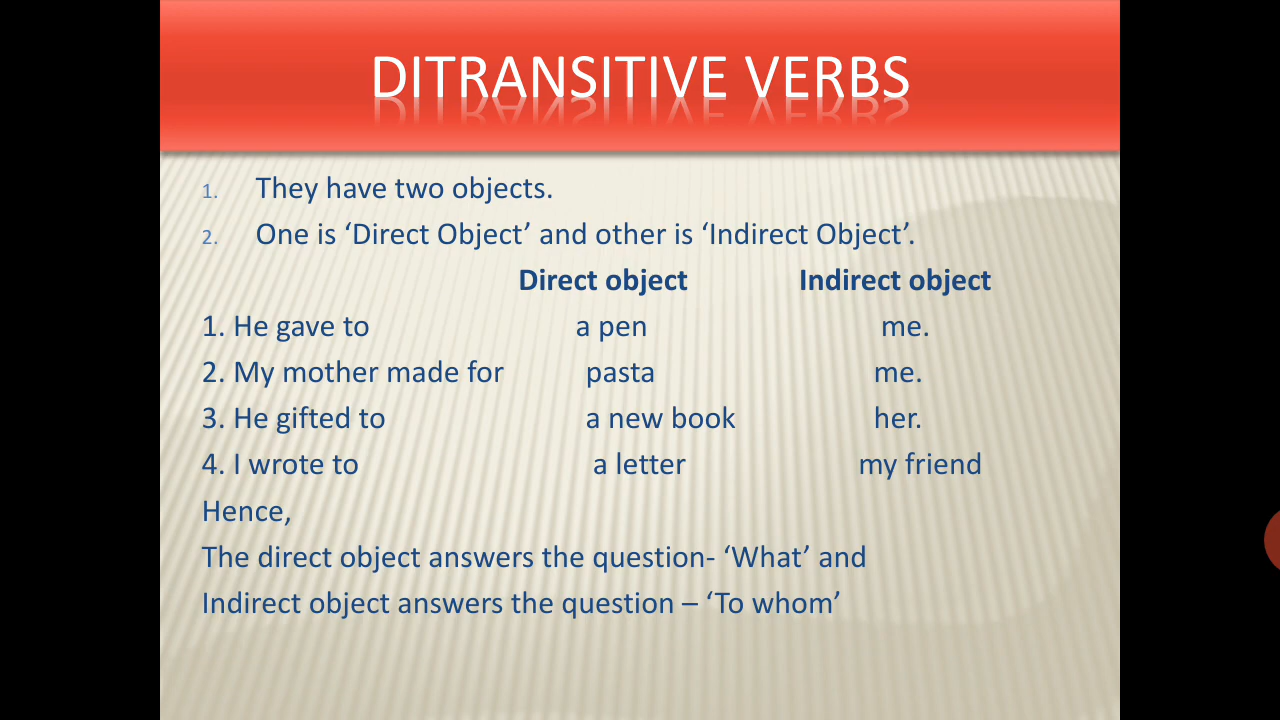 DITRANSITIVE VERBS
1. They have two objects.
2. One is ‘Direct Object’ and other is ‘Indirect Object’.
Direct object Indirect object
1. He gave to a pen me.
2. My mother made for pasta me.
3. He gifted to a new book her.
4. I wrote to a letter my friend
Hence,
The direct object answers the question- ‘What’ and
Indirect object answers the question – ‘To whom’